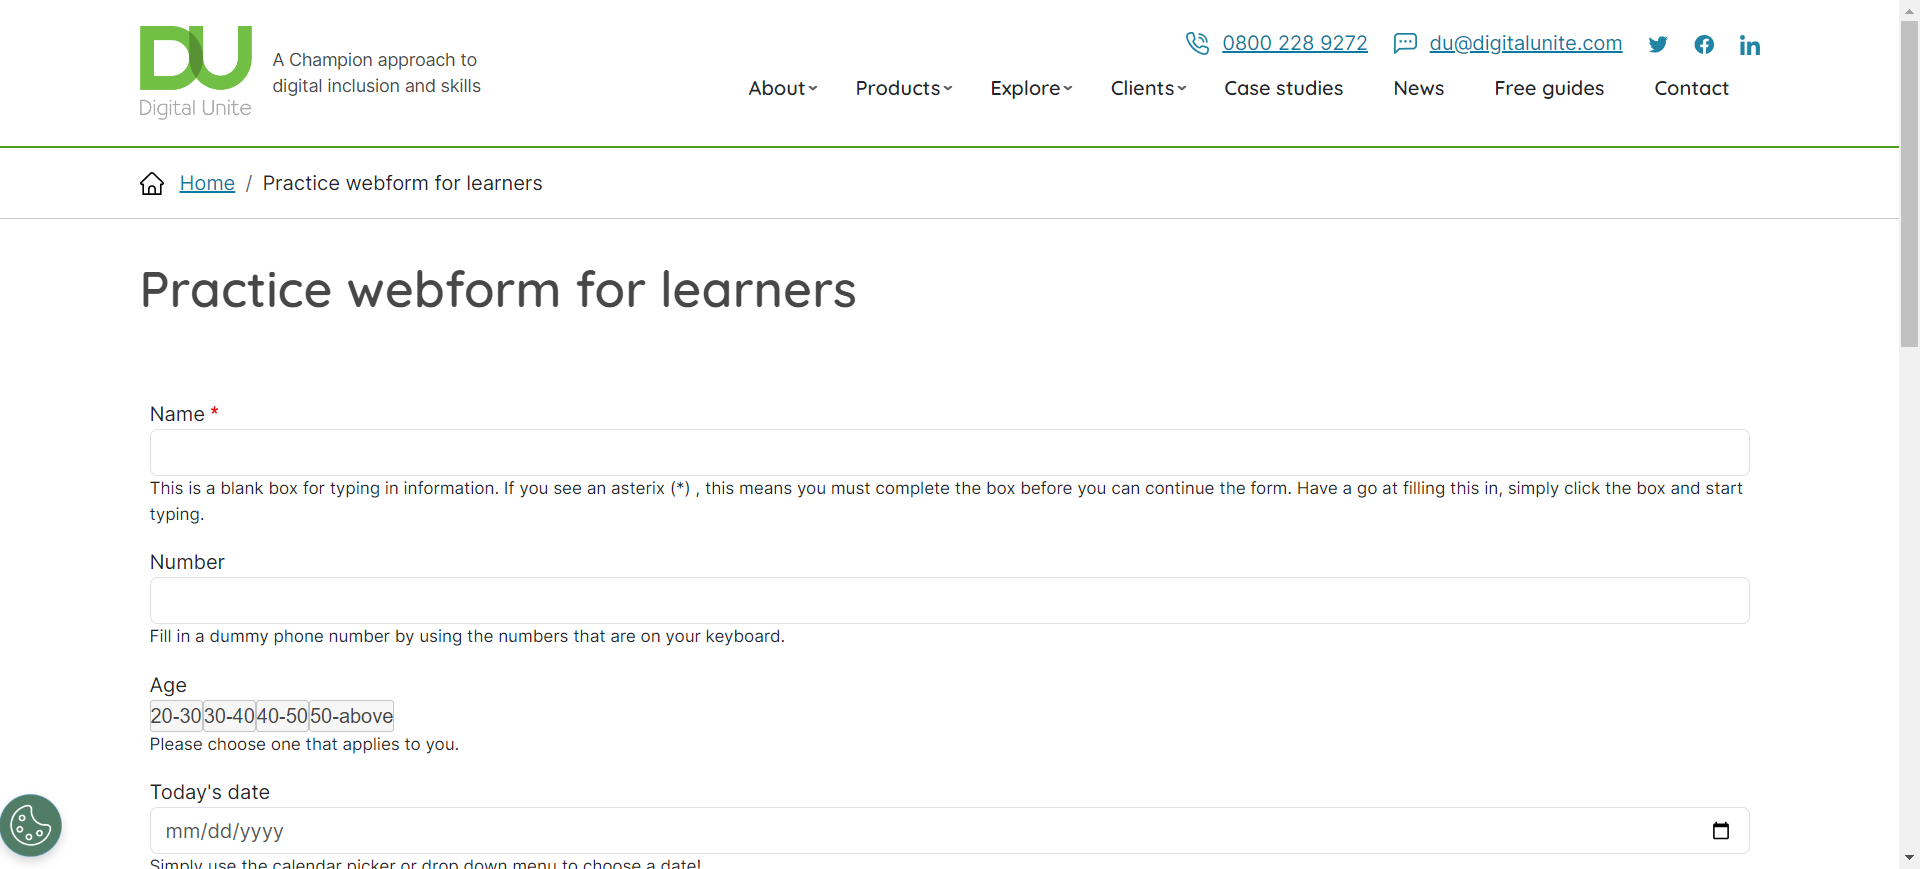 DU
Digital Unite
A Champion approach to
digital inclusion and skills
0800 228 9272
du@digitalunite.com
About
Products
Explore
Clients
Case studies
News
Free guides
Contact
Home / Practice webform for learners
Practice webform for learners
Name *
This is a blank box for typing in information. If you see an asterix (*) , this means you must complete the box before you can continue the form. Have a go at filling this in, simply click the box and start
typing.
Number
Fill in a dummy phone number by using the numbers that are on your keyboard.
Age
20-30 30-40 40-50 50-above
Please choose one that applies to you.
Today's date
mm/dd/yyyy
Simply use the calendar picker or drop down menu to choose a date!